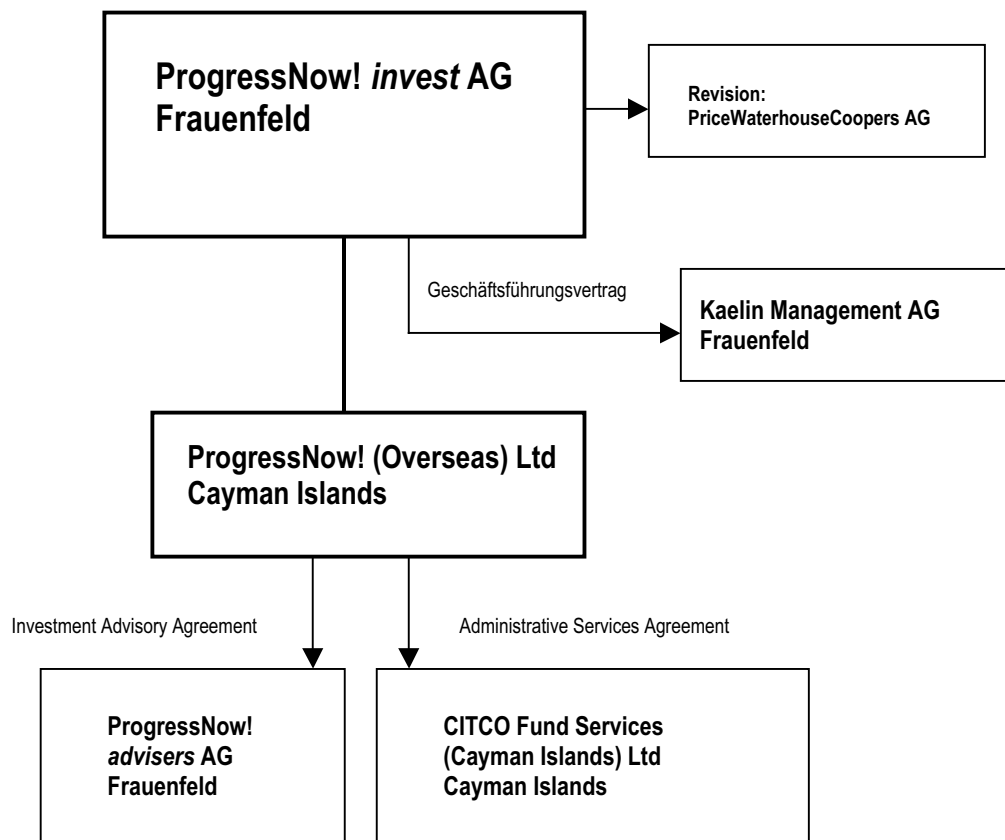 ProgressNow! invest AG
Frauenfeld
Revision:
PriceWaterhouseCoopers AG
Geschäftsführungsvertrag
Kaelin Management AG
Frauenfeld
ProgressNow! (Overseas) Ltd
Cayman Islands
Investment Advisory Agreement
Administrative Services Agreement
ProgressNow!
advisers AG
Frauenfeld
CITCO Fund Services
(Cayman Islands) Ltd
Cayman Islands